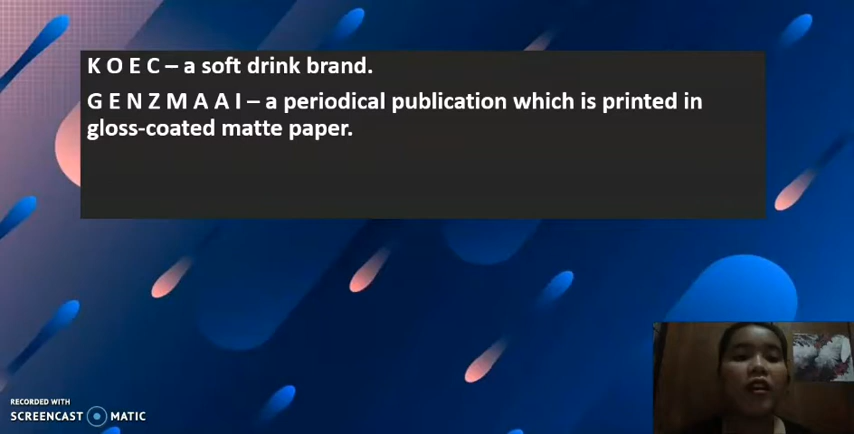 K O E C – a soft drink brand.
G E N Z M A A I – a periodical publication which is printed in
gloss-coated matte paper.
RECORDED WITH
SCREENCAST MATIC